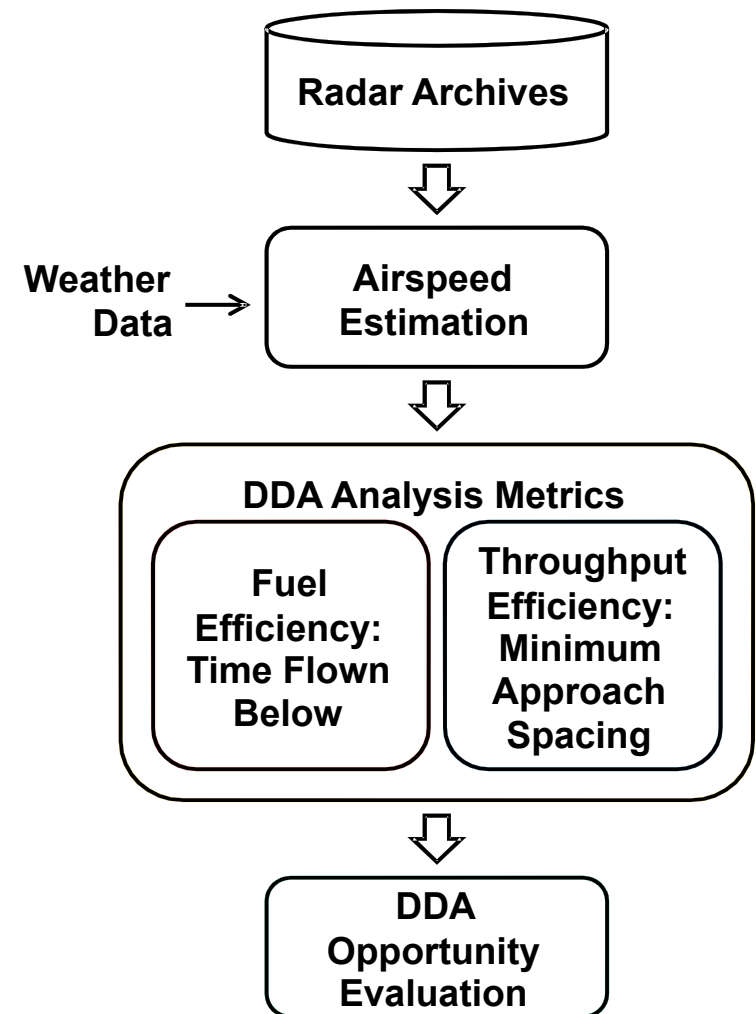 Radar Archives
Weather
Data
Airspeed
Estimation
DDA Analysis Metrics
Fuel
Efficiency:
Time Flown
Below
Throughput
Efficiency:
Minimum
Approach
Spacing
DDA
Opportunity
Evaluation